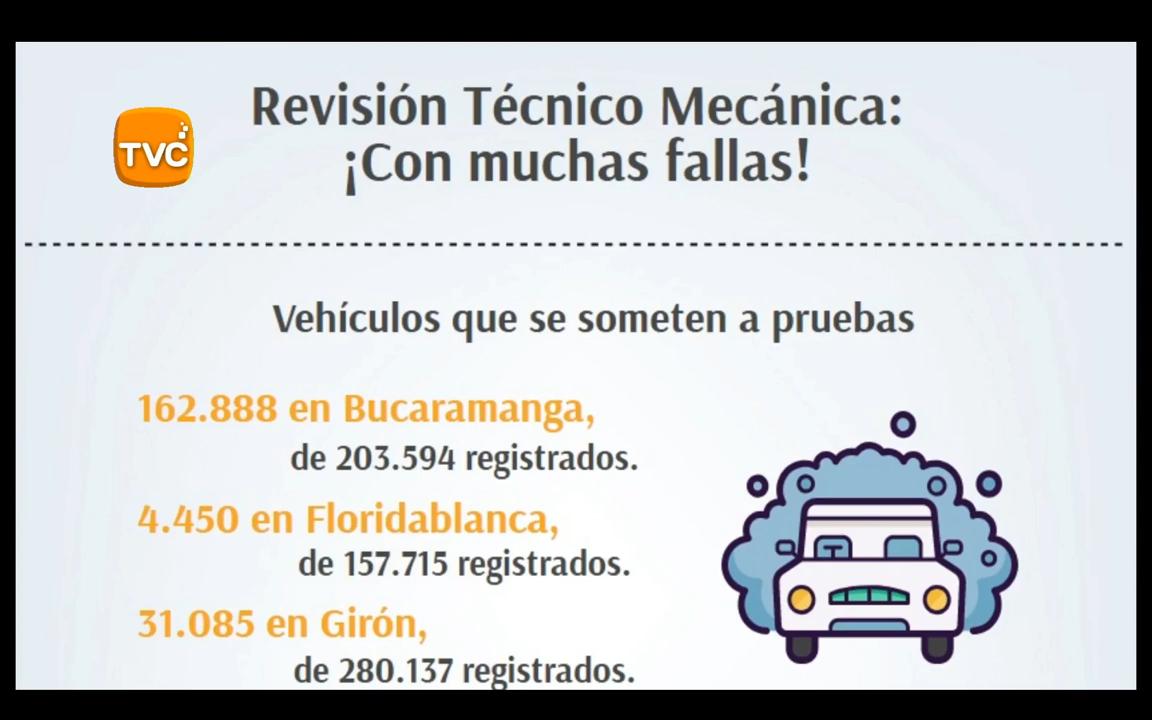 TVC
Revisión Técnico Mecánica:
¡Con muchas fallas!
Vehículos que se someten a pruebas
162.888 en Bucaramanga,
de 203.594 registrados.
4.450 en Floridablanca,
de 157.715 registrados.
31.085 en Girón,
de 280.137 registrados.